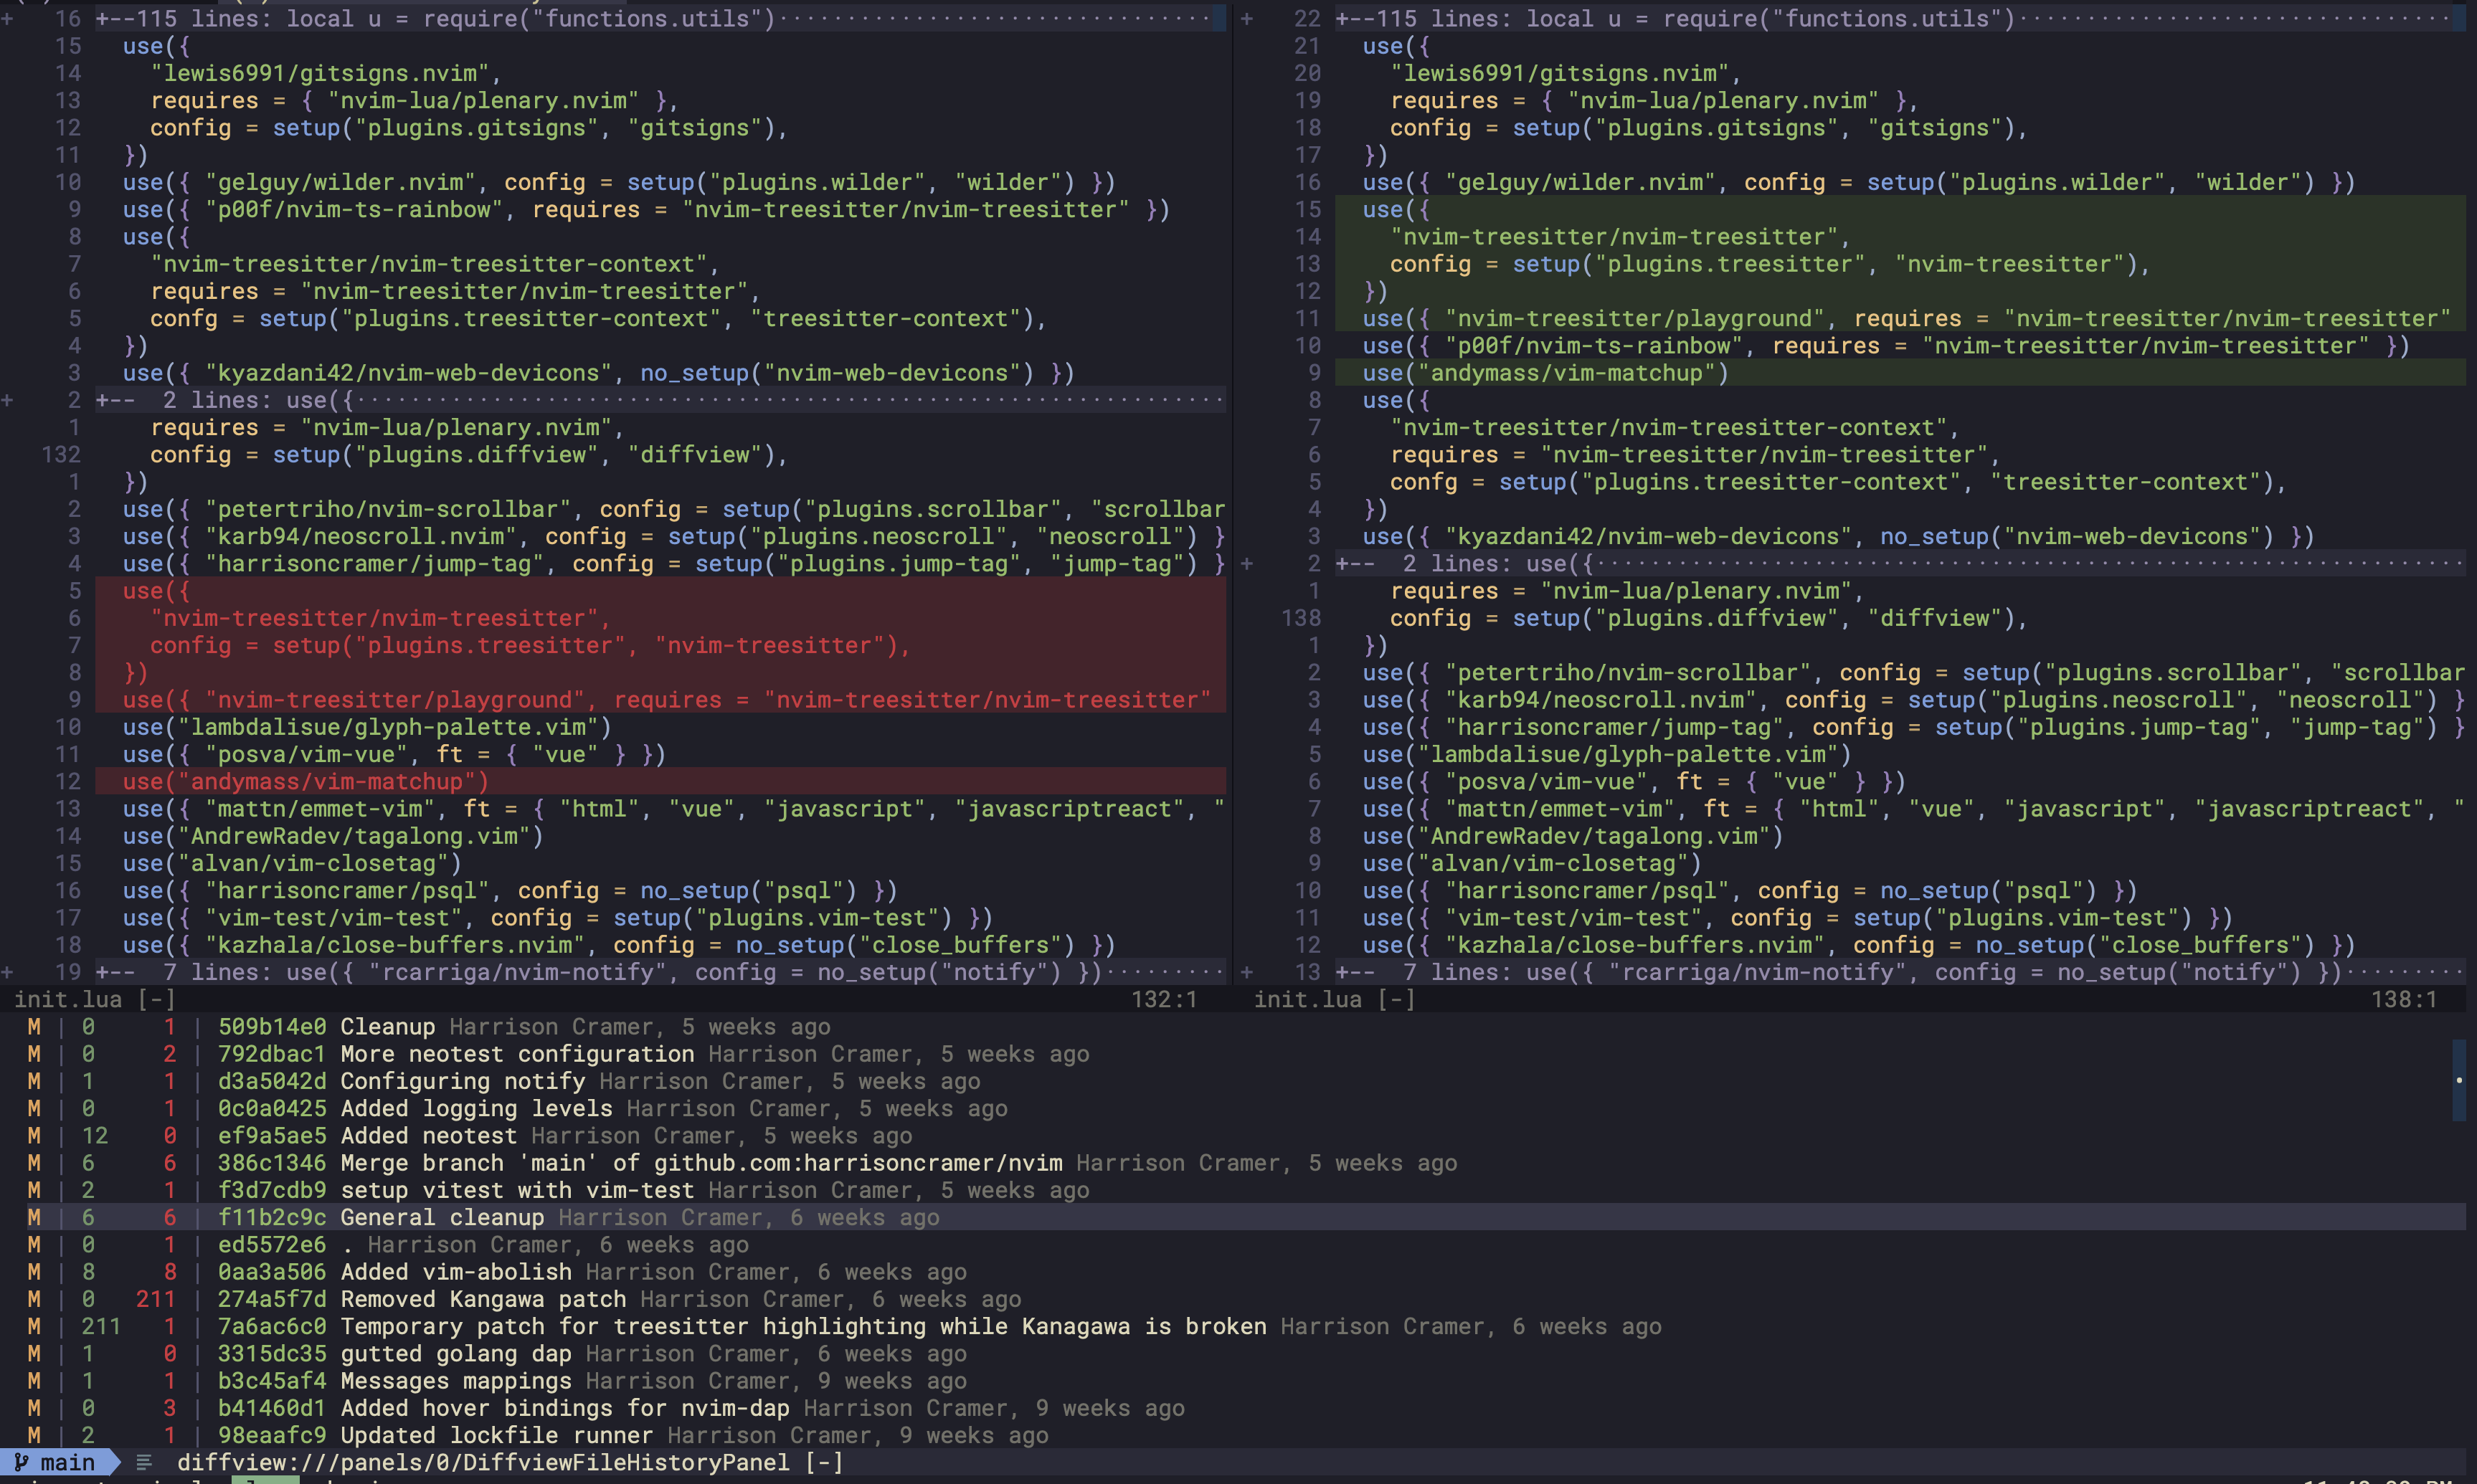 + 16 +--115 lines: local u = require("functions.utils")································
15 use({
14 "lewis6991/gitsigns.nvim",
13 requires = { "nvim-lua/plenary.nvim" },
12 config = setup("plugins.gitsigns", "gitsigns"),
11 })
10 use({ "gelguy/wilder.nvim", config = setup("plugins.wilder", "wilder") })
9 use({ "p00f/nvim-ts-rainbow", requires = "nvim-treesitter/nvim-treesitter" })
8 use({
7 "nvim-treesitter/nvim-treesitter-context",
6 requires = "nvim-treesitter/nvim-treesitter",
5 confg = setup("plugins.treesitter-context", "treesitter-context"),
4 })
3 use({ "kyazdani42/nvim-web-devicons", no_setup("nvim-web-devicons") })
+ 2 +-- 2 lines: use({································································
1 requires = "nvim-lua/plenary.nvim",
132 config = setup("plugins.diffview", "diffview"),
1 })
2 use({ "petertriho/nvim-scrollbar", config = setup("plugins.scrollbar", "scrollbar
3 use({ "karb94/neoscroll.nvim", config = setup("plugins.neoscroll", "neoscroll") }
4 use({ "harrisoncramer/jump-tag", config = setup("plugins.jump-tag", "jump-tag") }
5 use({
6 "nvim-treesitter/nvim-treesitter",
7 config = setup("plugins.treesitter", "nvim-treesitter"),
8 })
9 use({ "nvim-treesitter/playground", requires = "nvim-treesitter/nvim-treesitter"
10 use("lambdalisue/glyph-palette.vim")
11 use({ "posva/vim-vue", ft = { "vue" } })
12 use("andymass/vim-matchup")
13 use({ "mattn/emmet-vim", ft = { "html", "vue", "javascript", "javascriptreact", "
14 use("AndrewRadev/tagalong.vim")
15 use("alvan/vim-closetag")
16 use({ "harrisoncramer/psql", config = no_setup("psql") })
17 use({ "vim-test/vim-test", config = setup("plugins.vim-test") })
18 use({ "kazhala/close-buffers.nvim", config = no_setup("close_buffers") })
+ 19 +-- 7 lines: use({ "rcarriga/nvim-notify", config = no_setup("notify") })·········
init.lua [-] 132:1
+ 22 +--115 lines: local u = require("functions.utils")································
21 use({
20 "lewis6991/gitsigns.nvim",
19 requires = { "nvim-lua/plenary.nvim" },
18 config = setup("plugins.gitsigns", "gitsigns"),
17 })
16 use({ "gelguy/wilder.nvim", config = setup("plugins.wilder", "wilder") })
15 use({
14 "nvim-treesitter/nvim-treesitter",
13 config = setup("plugins.treesitter", "nvim-treesitter"),
12 })
11 use({ "nvim-treesitter/playground", requires = "nvim-treesitter/nvim-treesitter"
10 use({ "p00f/nvim-ts-rainbow", requires = "nvim-treesitter/nvim-treesitter" })
9 use("andymass/vim-matchup")
8 use({
7 "nvim-treesitter/nvim-treesitter-context",
6 requires = "nvim-treesitter/nvim-treesitter",
5 confg = setup("plugins.treesitter-context", "treesitter-context"),
4 })
3 use({ "kyazdani42/nvim-web-devicons", no_setup("nvim-web-devicons") })
+ 2 +-- 2 lines: use({································································
1 requires = "nvim-lua/plenary.nvim",
138 config = setup("plugins.diffview", "diffview"),
1 })
2 use({ "petertriho/nvim-scrollbar", config = setup("plugins.scrollbar", "scrollbar
3 use({ "karb94/neoscroll.nvim", config = setup("plugins.neoscroll", "neoscroll") }
4 use({ "harrisoncramer/jump-tag", config = setup("plugins.jump-tag", "jump-tag") }
5 use("lambdalisue/glyph-palette.vim")
6 use({ "posva/vim-vue", ft = { "vue" } })
7 use({ "mattn/emmet-vim", ft = { "html", "vue", "javascript", "javascriptreact", "
8 use("AndrewRadev/tagalong.vim")
9 use("alvan/vim-closetag")
10 use({ "harrisoncramer/psql", config = no_setup("psql") })
11 use({ "vim-test/vim-test", config = setup("plugins.vim-test") })
12 use({ "kazhala/close-buffers.nvim", config = no_setup("close_buffers") })
+ 13 +-- 7 lines: use({ "rcarriga/nvim-notify", config = no_setup("notify") })·········
init.lua [-] 138:1
M | 0 1 | 509b14e0 Cleanup Harrison Cramer, 5 weeks ago
M | 0 2 | 792dbac1 More neotest configuration Harrison Cramer, 5 weeks ago
M | 1 1 | d3a5042d Configuring notify Harrison Cramer, 5 weeks ago
M | 0 1 | 0c0a0425 Added logging levels Harrison Cramer, 5 weeks ago
M | 12 0 | ef9a5ae5 Added neotest Harrison Cramer, 5 weeks ago
M | 6 6 | 386c1346 Merge branch 'main' of github.com:harrisoncramer/nvim Harrison Cramer, 5 weeks ago
M | 2 1 | f3d7cdb9 setup vitest with vim-test Harrison Cramer, 5 weeks ago
M | 6 6 | f11b2c9c General cleanup Harrison Cramer, 6 weeks ago
M | 0 1 | ed5572e6 . Harrison Cramer, 6 weeks ago
M | 8 8 | 0aa3a506 Added vim-abolish Harrison Cramer, 6 weeks ago
M | 0 211 | 274a5f7d Removed Kangawa patch Harrison Cramer, 6 weeks ago
M | 211 1 | 7a6ac6c0 Temporary patch for treesitter highlighting while Kanagawa is broken Harrison Cramer, 6 weeks ago
M | 1 0 | 3315dc35 gutted golang dap Harrison Cramer, 6 weeks ago
M | 1 1 | b3c45af4 Messages mappings Harrison Cramer, 9 weeks ago
M | 0 3 | b41460d1 Added hover bindings for nvim-dap Harrison Cramer, 9 weeks ago
M | 2 1 | 98eaafc9 Updated lockfile runner Harrison Cramer, 9 weeks ago
main diffview:///panels/0/DiffviewFileHistoryPanel [-]